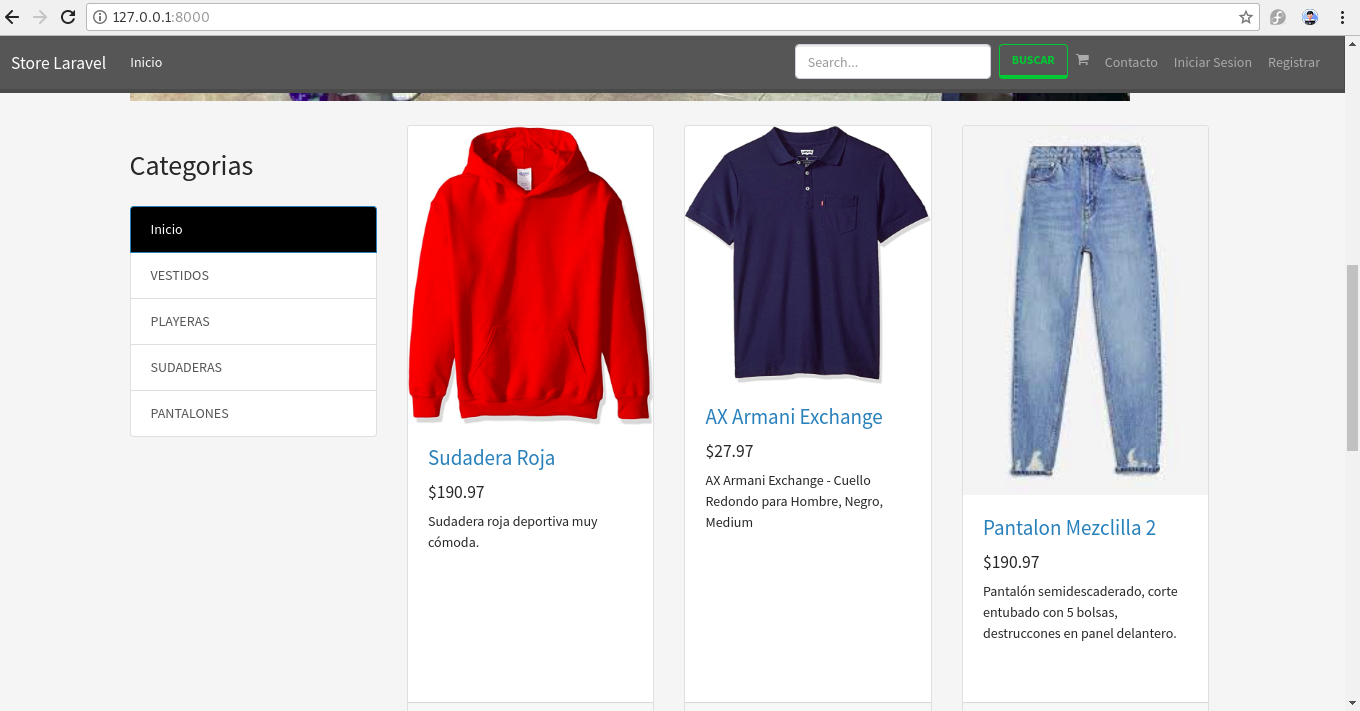 127.0.0.1:8000
Store Laravel
Inicio
Search...
BUSCAR
Contacto
Iniciar Sesion
Registrar
Categorias
Inicio
VESTIDOS
PLAYERAS
SUDADERAS
PANTALONES
Sudadera Roja
$190.97
Sudadera roja deportiva muy
cómoda.
AX Armani Exchange
$27.97
AX Armani Exchange - Cuello
Redondo para Hombre, Negro,
Medium
Pantalon Mezclilla 2
$190.97
Pantalón semidescaderado, corte
entubado con 5 bolsas,
destruccones en panel delantero.